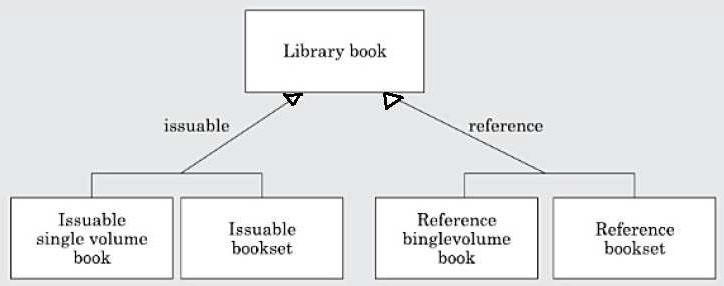 Library book
issuable
reference
Issuable
single volume
book
Issuable
bookset
Reference
binglevolume
book
Reference
bookset